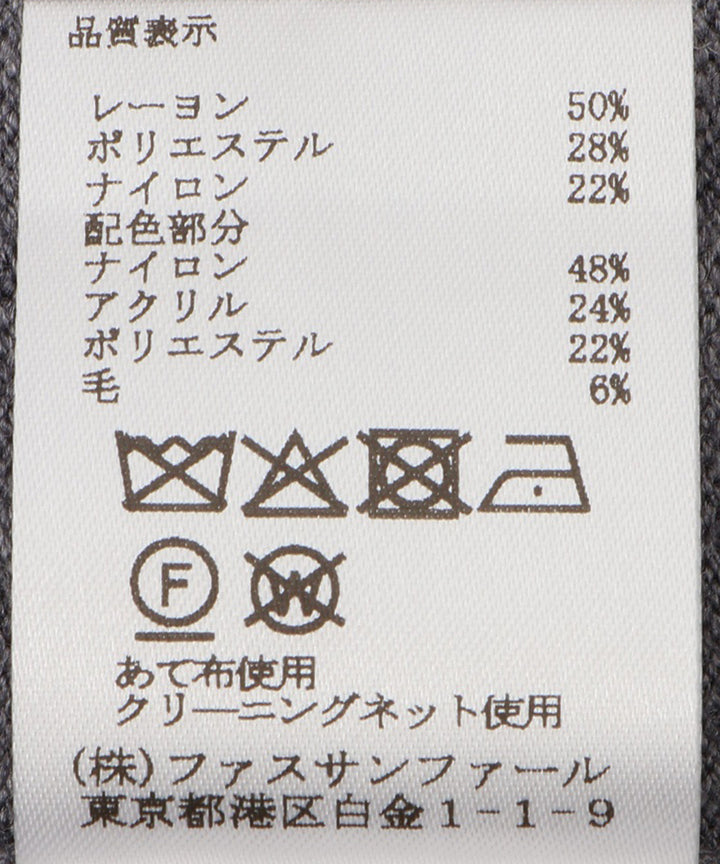 品質表示
レーヨン 50%
ポリエステル 28%
ナイロン 22%
配色部分
ナイロン 48%
アクリル 24%
ポリエステル 22%
毛 6%
F W
あて布使用
クリーニングネット使用
(株)ファスサンファール
東京都港区白金1-1-9